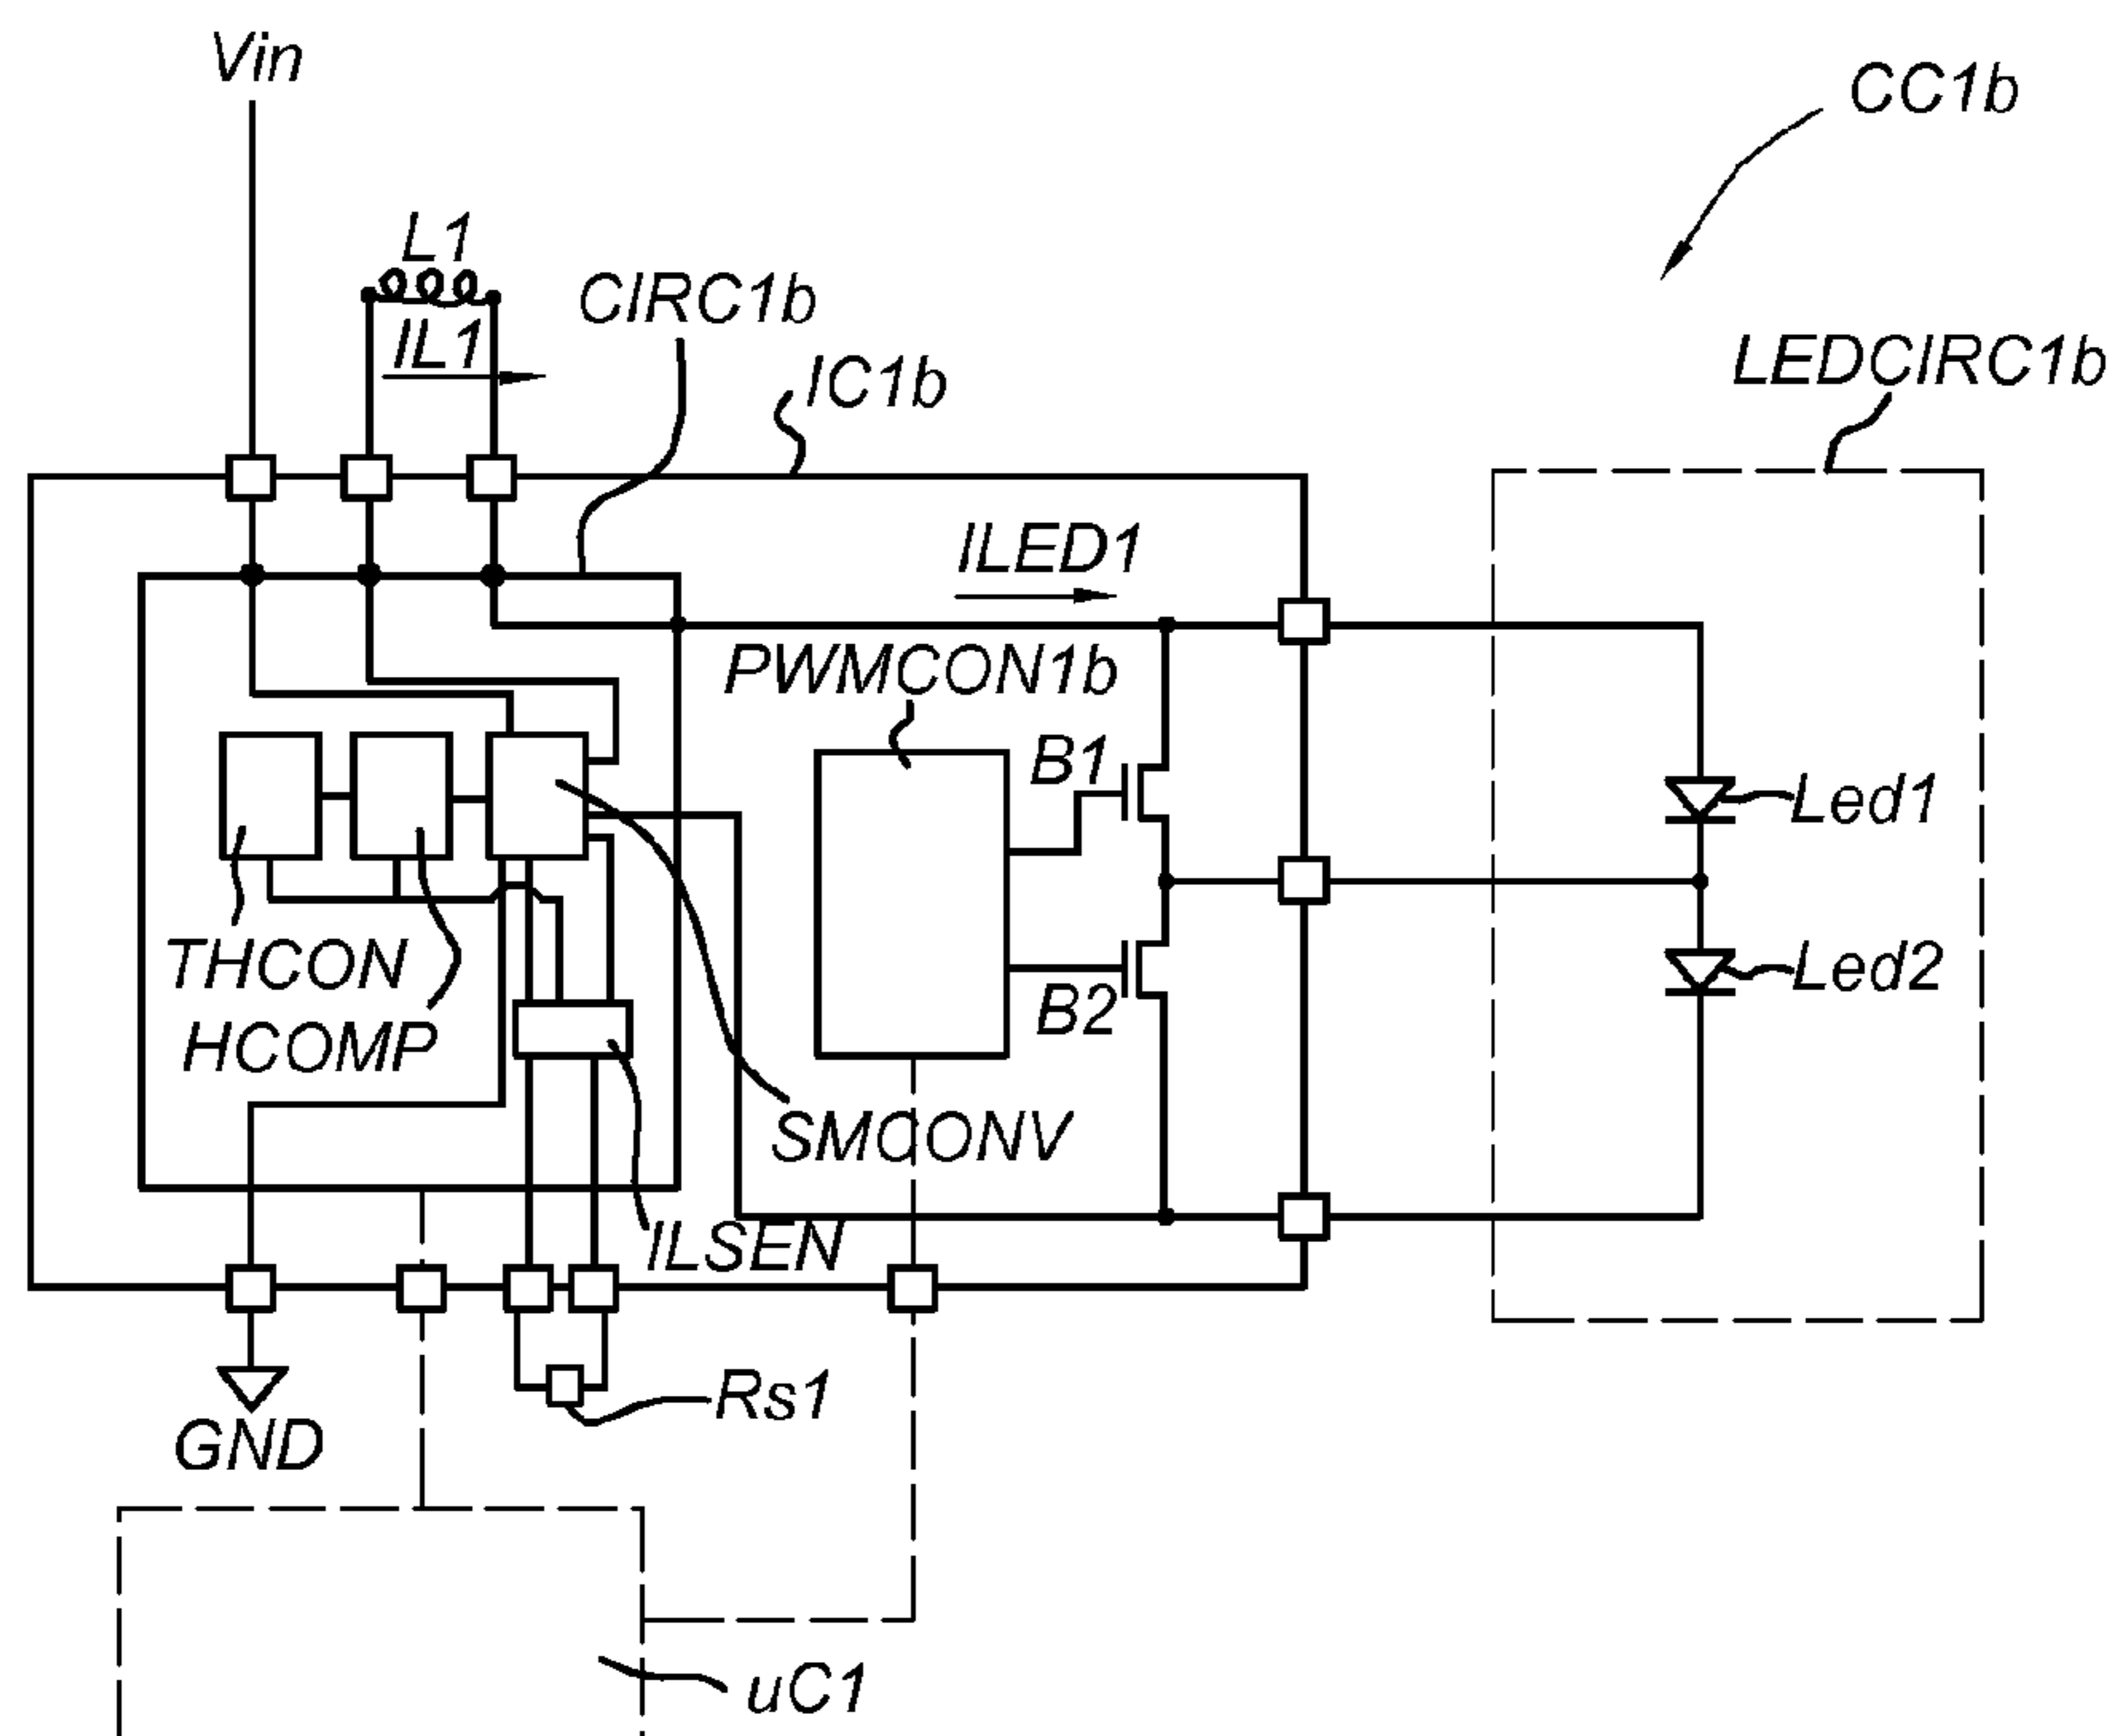 Vin
CC1b
L1
CIRC1b
IL1
IC1b
LEDCIRC1b
ILED1
PWMCON1b
B1
Led1
THCON
Led2
B2
HCOMP
SMCONV
ILSEN
Rs1
GND
uC1